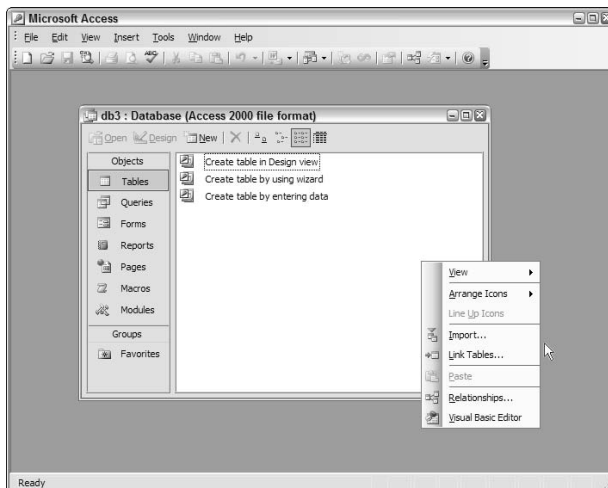 Microsoft Access
File Edit View Insert Tools Window Help
db3 : Database (Access 2000 file format)
Open Design New
Objects
Tables
Queries
Forms
Reports
Pages
Macros
Modules
Groups
Favorites
Create table in Design view
Create table by using wizard
Create table by entering data
View
Arrange Icons
Line Up Icons
Import...
Link Tables...
Paste
Relationships...
Visual Basic Editor
Ready